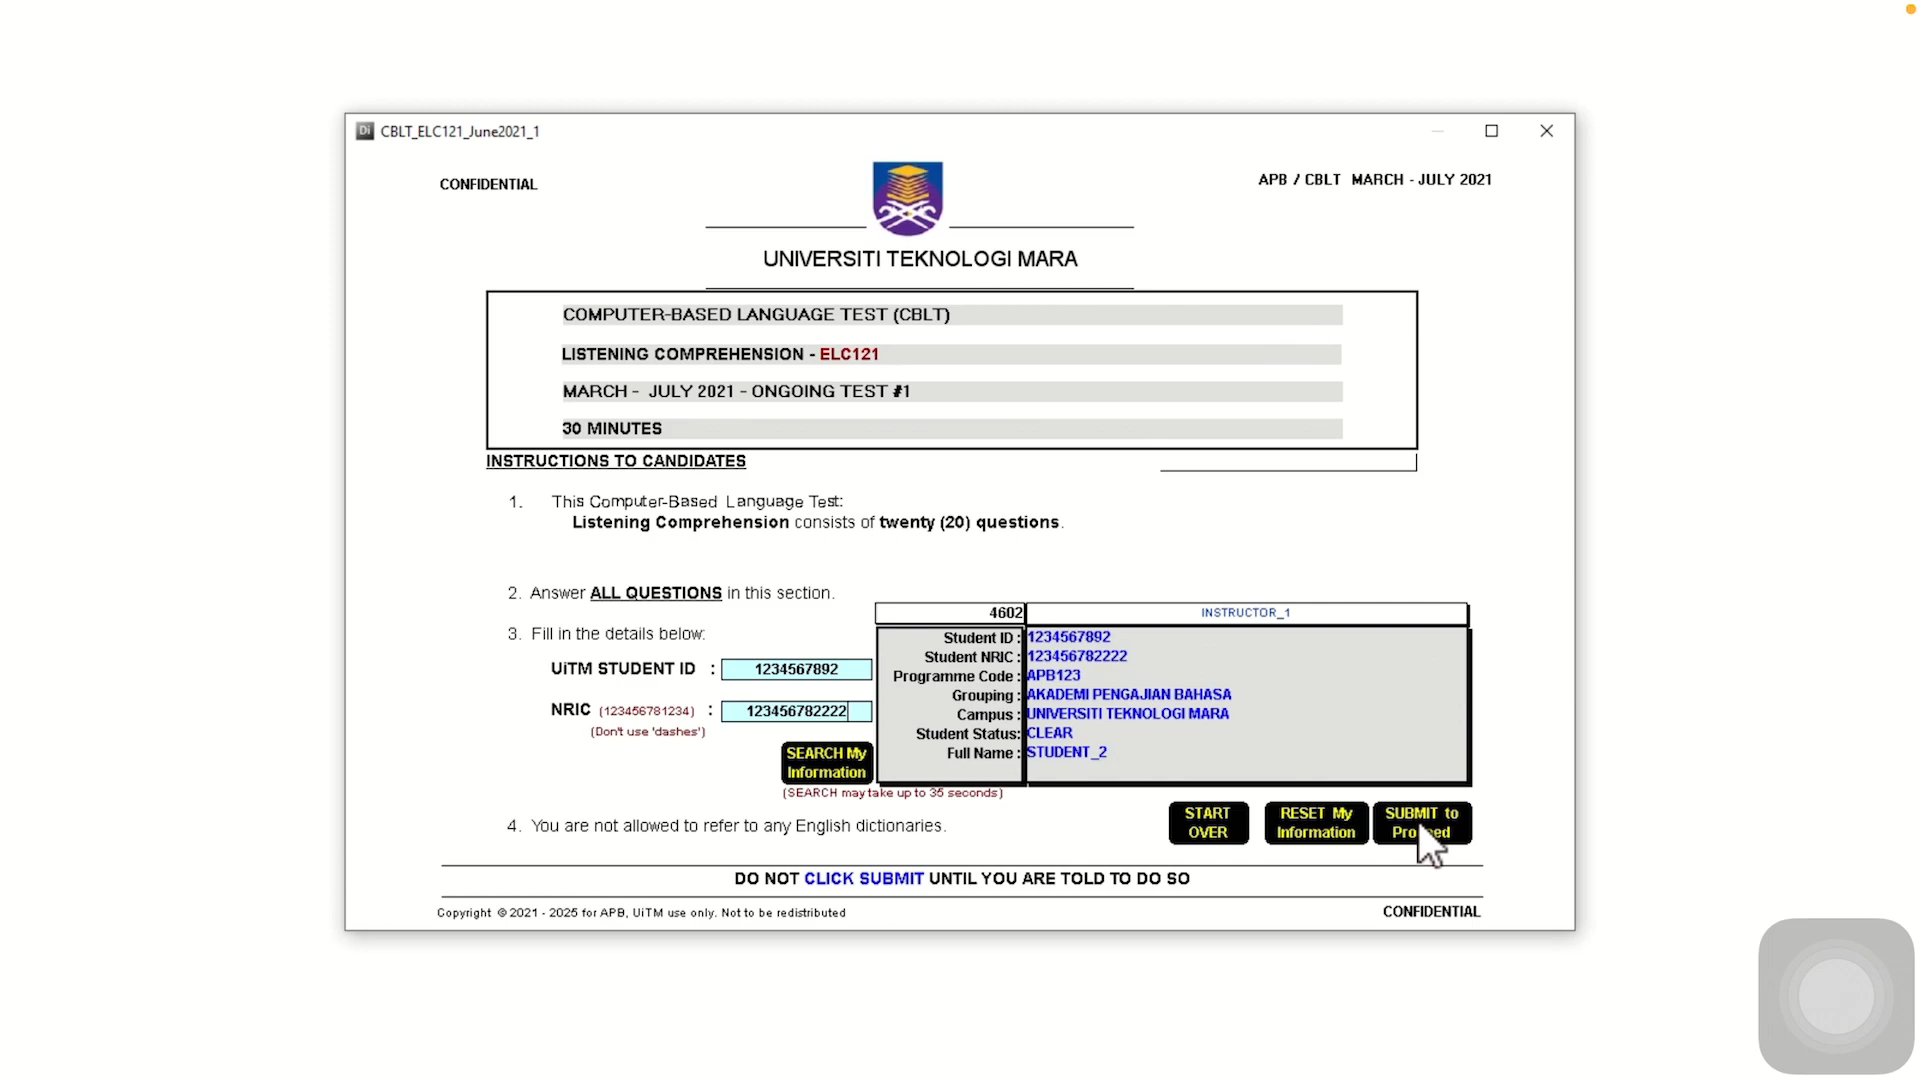 Di CBLT_ELC121_June2021_1
CONFIDENTIAL
APB / CBLT MARCH - JULY 2021
UNIVERSITI TEKNOLOGI MARA
COMPUTER-BASED LANGUAGE TEST (CBLT)
LISTENING COMPREHENSION - ELC121
MARCH - JULY 2021 - ONGOING TEST #1
30 MINUTES
INSTRUCTIONS TO CANDIDATES
1. This Computer-Based Language Test:
Listening Comprehension consists of twenty (20) questions.
2. Answer ALL QUESTIONS in this section.
3. Fill in the details below:
UiTM STUDENT ID : 1234567892
NRIC (123456781234) : 123456782222
(Don't use 'dashes')
SEARCH My
Information
(SEARCH may take up to 35 seconds)
4602 INSTRUCTOR_1
Student ID : 1234567892
Student NRIC : 123456782222
Programme Code : APB123
Grouping : AKADEMI PENGAJIAN BAHASA
Campus : UNIVERSITI TEKNOLOGI MARA
Student Status: CLEAR
Full Name : STUDENT_2
4. You are not allowed to refer to any English dictionaries.
START
OVER
RESET My
Information
SUBMIT to
Proceed
DO NOT CLICK SUBMIT UNTIL YOU ARE TOLD TO DO SO
Copyright © 2021 - 2025 for APB, UiTM use only. Not to be redistributed
CONFIDENTIAL